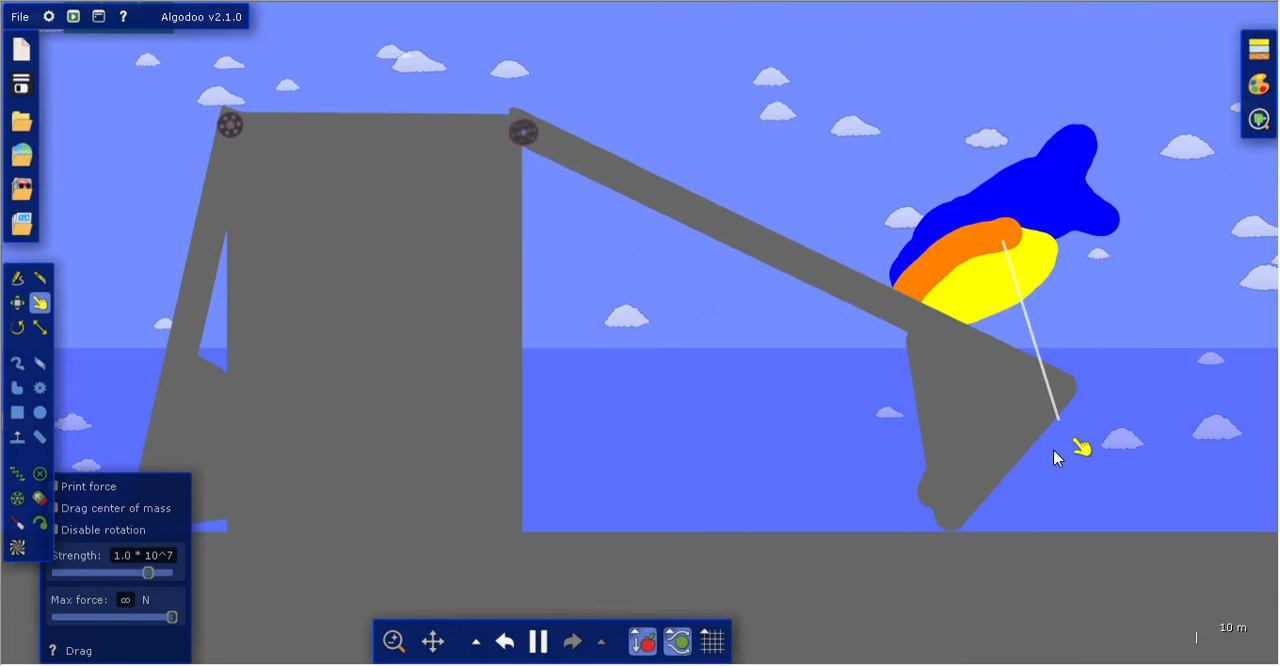 File ? Algodoo v2.1.0
Print force
Drag center of mass
Disable rotation
Strength: 1.0 * 10^7
Max force: ∞ N
? Drag
10 m